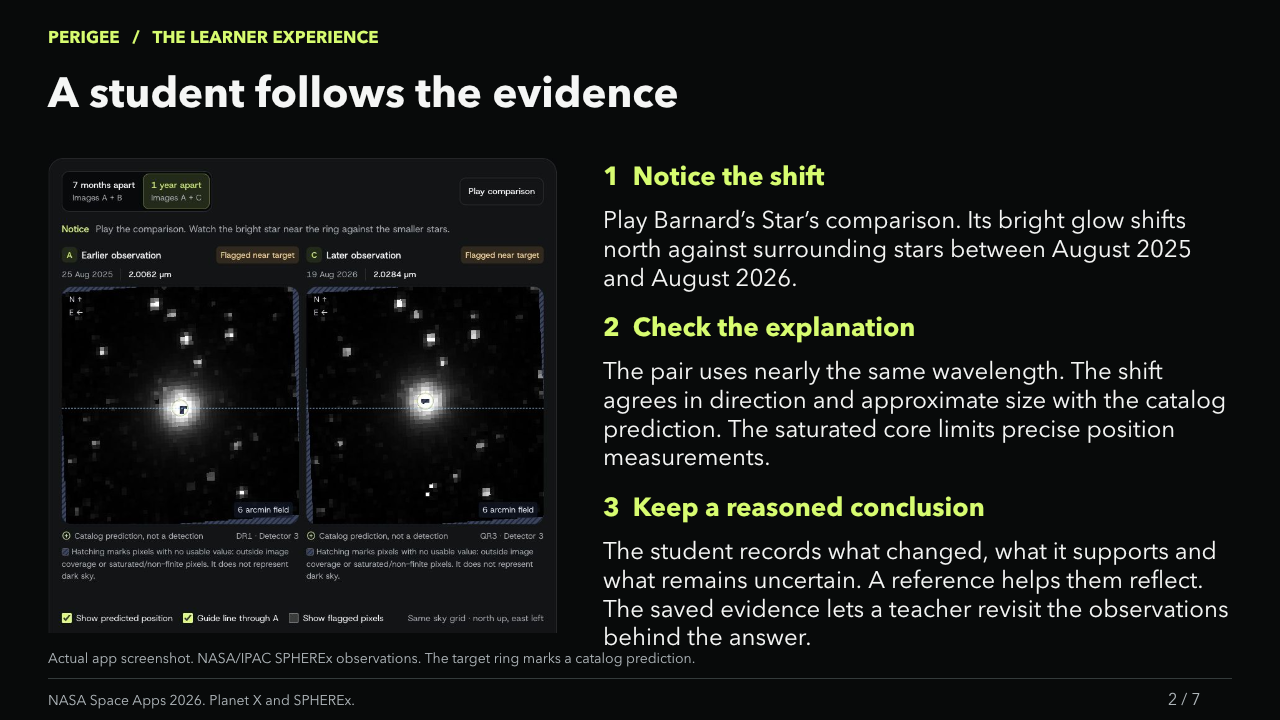 PERIGEE / THE LEARNER EXPERIENCE
A student follows the evidence
7 months apart
Images A + B
1 year apart
Images A + C
Play comparison
Notice Play the comparison. Watch the bright star near the ring against the smaller stars.
A Earlier observation
Flagged near target
25 Aug 2025 2.0062 µm
N ↑
E ←
6 arcmin field
Catalog prediction, not a detection
DR1 · Detector 3
Hatching marks pixels with no usable value: outside image
coverage or saturated/non-finite pixels. It does not represent
dark sky.
C Later observation
Flagged near target
19 Aug 2026 2.0284 µm
N ↑
E ←
6 arcmin field
Catalog prediction, not a detection
QR3 · Detector 3
Hatching marks pixels with no usable value: outside image
coverage or saturated/non-finite pixels. It does not represent
dark sky.
Show predicted position
Guide line through A
Show flagged pixels
Same sky grid · north up, east left
1 Notice the shift
Play Barnard’s Star’s comparison. Its bright glow shifts
north against surrounding stars between August 2025
and August 2026.
2 Check the explanation
The pair uses nearly the same wavelength. The shift
agrees in direction and approximate size with the catalog
prediction. The saturated core limits precise position
measurements.
3 Keep a reasoned conclusion
The student records what changed, what it supports and
what remains uncertain. A reference helps them reflect.
The saved evidence lets a teacher revisit the observations
behind the answer.
Actual app screenshot. NASA/IPAC SPHEREx observations. The target ring marks a catalog prediction.
NASA Space Apps 2026. Planet X and SPHEREx.
2 / 7